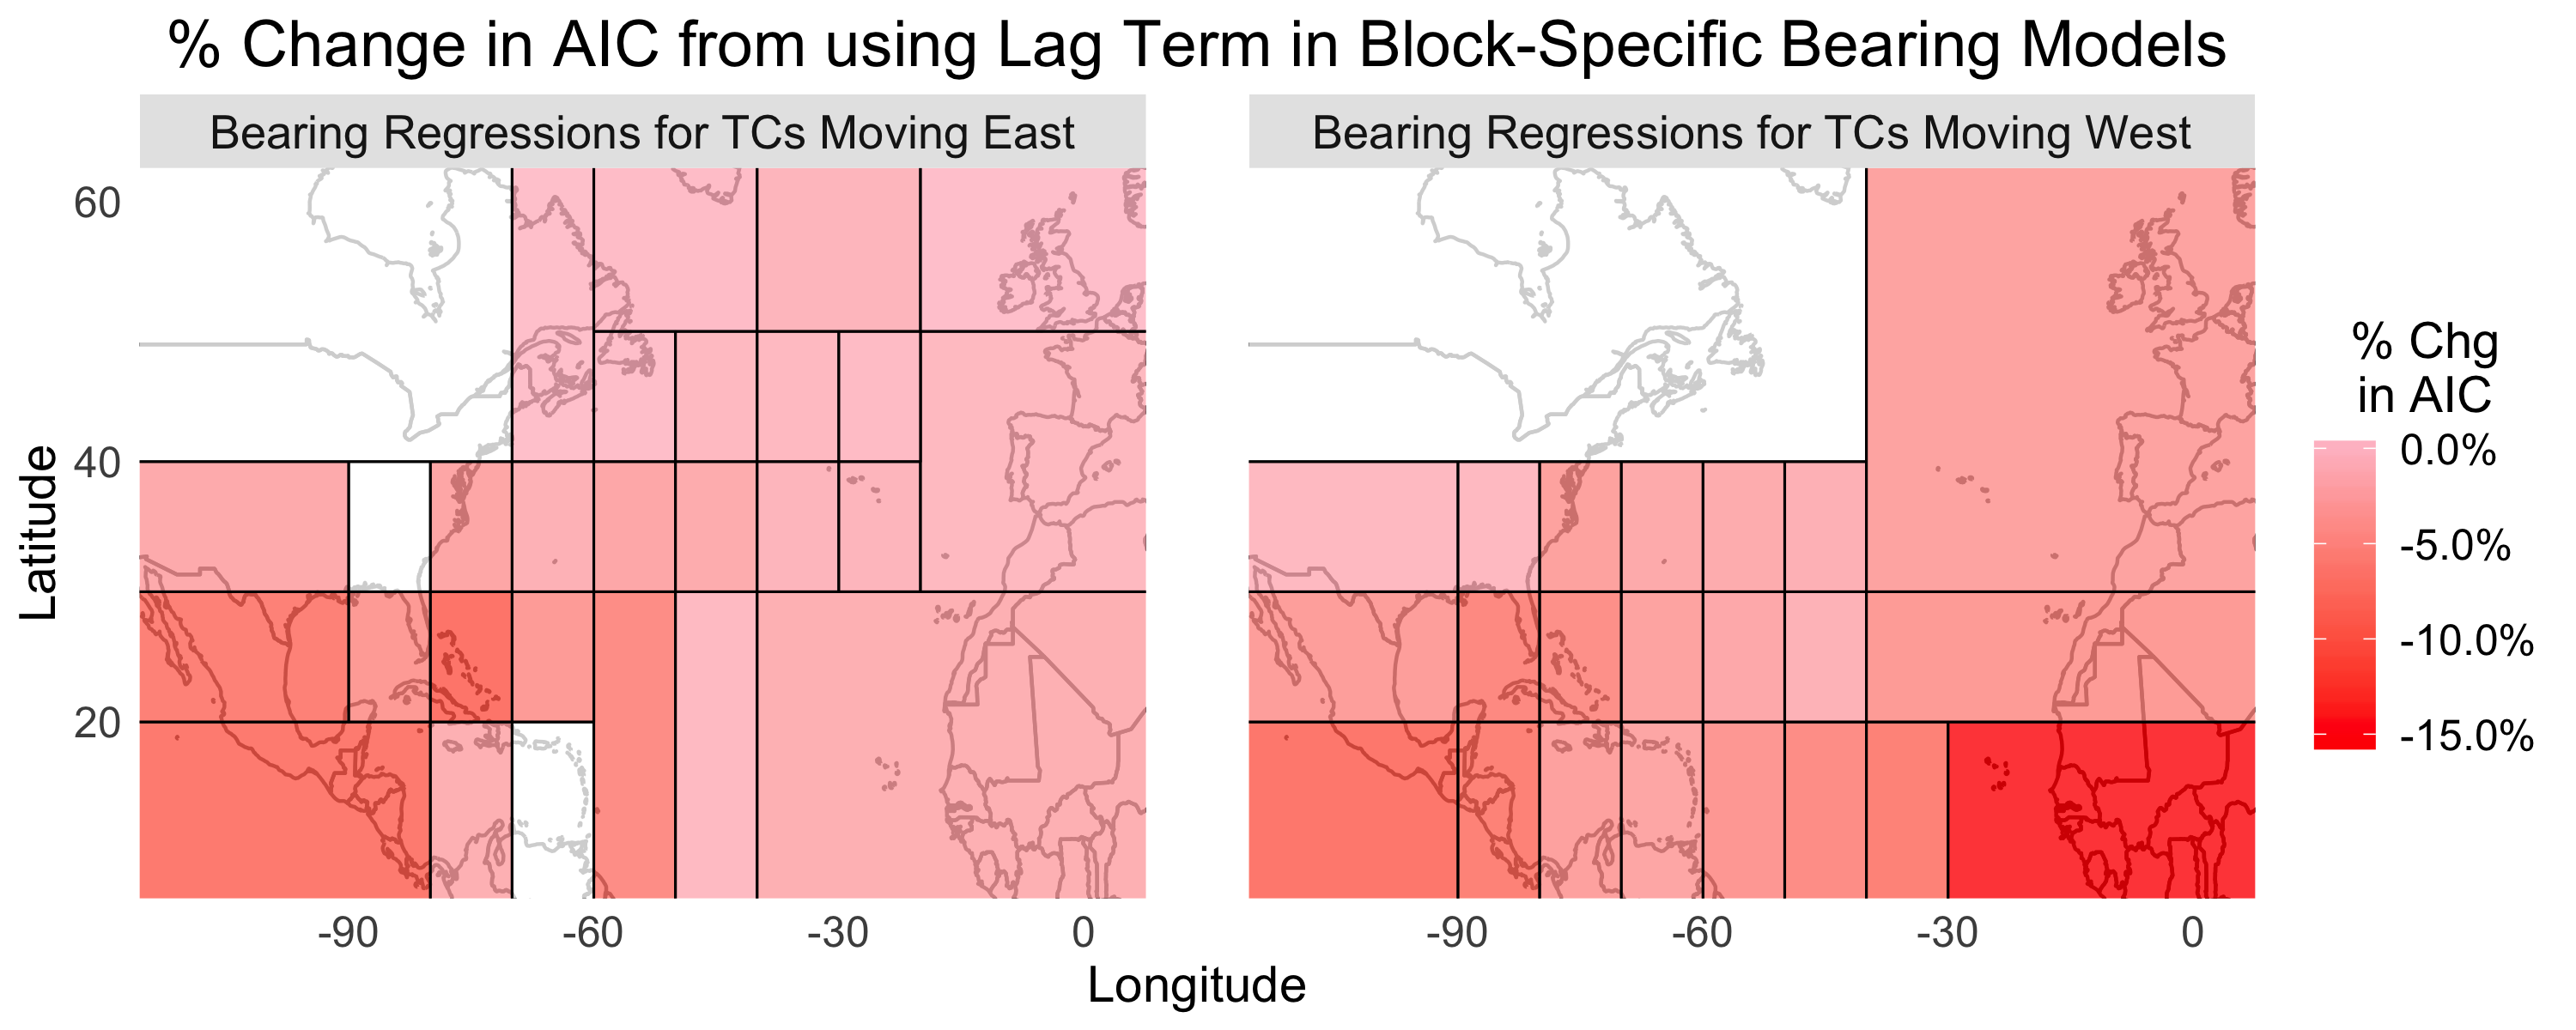 % Change in AIC from using Lag Term in Block-Specific Bearing Models
Bearing Regressions for TCs Moving East
Bearing Regressions for TCs Moving West
60
40
20
Latitude
-90
-60
-30
0
-90
-60
-30
0
Longitude
% Chg
in AIC
0.0%
-5.0%
-10.0%
-15.0%